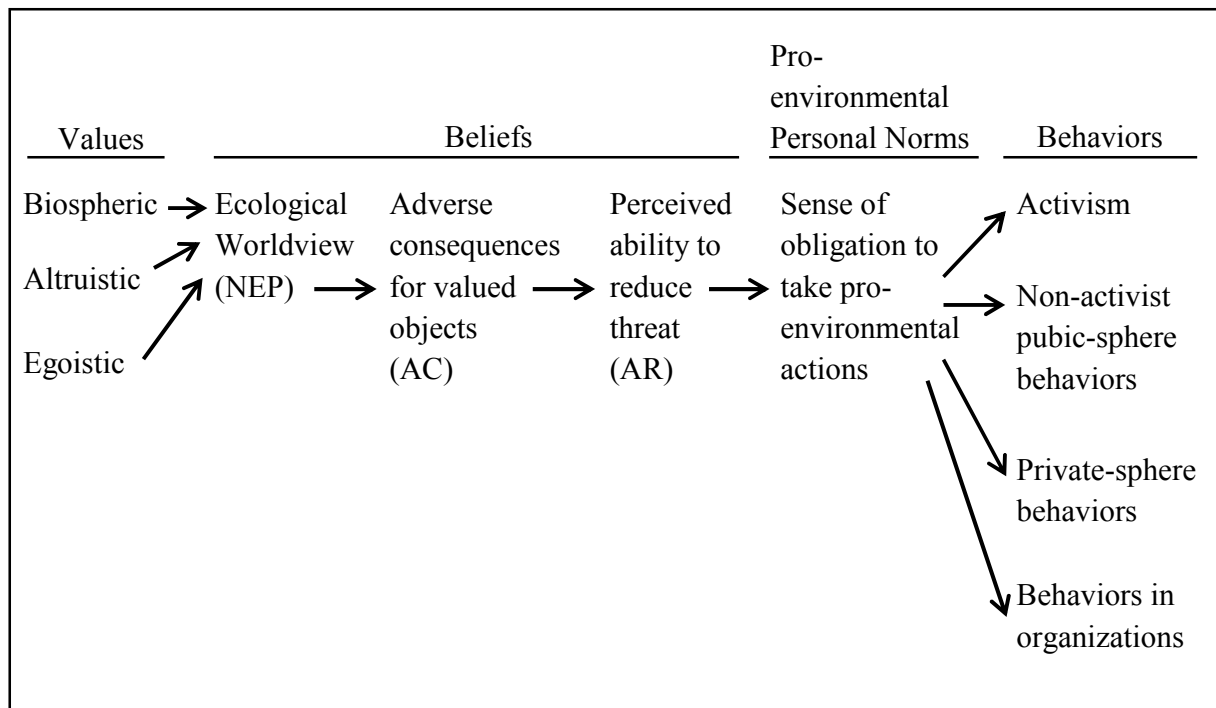 Values
Beliefs
Pro-
environmental
Personal Norms
Behaviors
Biospheric
Altruistic
Egoistic
Ecological
Worldview
(NEP)
Adverse
consequences
for valued
objects
(AC)
Perceived
ability to
reduce
threat
(AR)
Sense of
obligation to
take pro-
environmental
actions
Activism
Non-activist
pubic-sphere
behaviors
Private-sphere
behaviors
Behaviors in
organizations